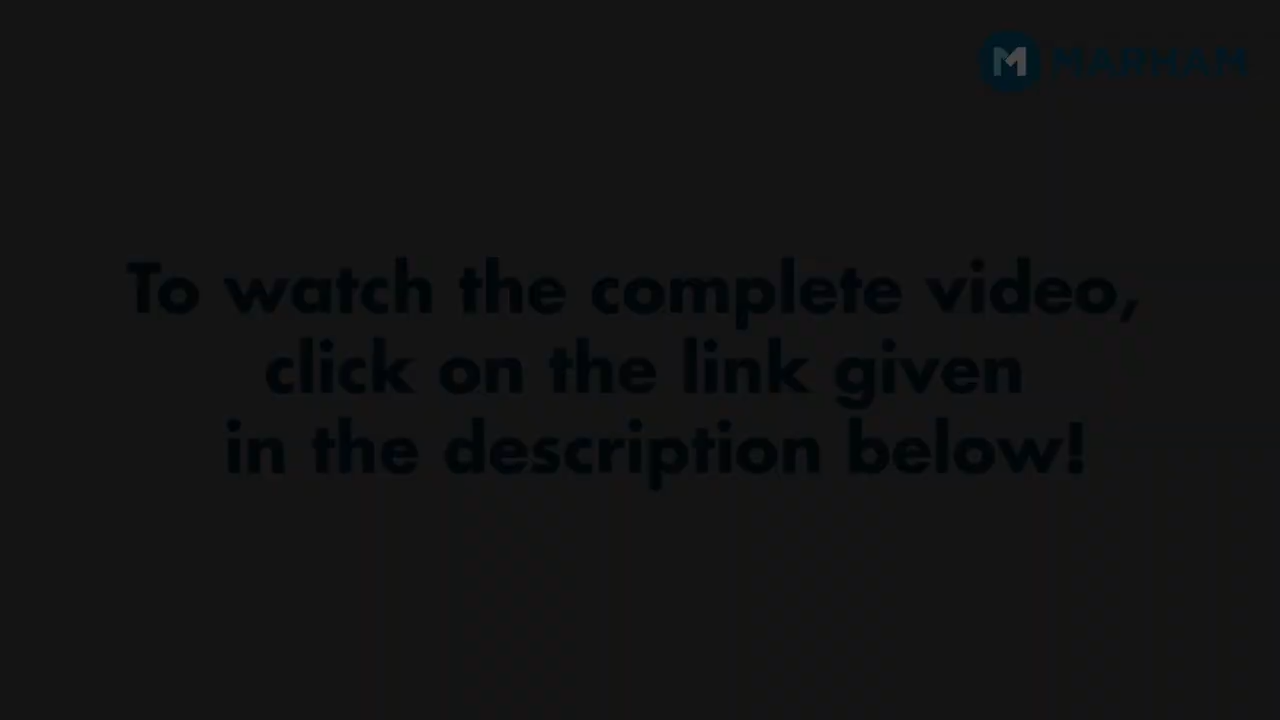 MARHAM
To watch the complete video,
click on the link given
in the description below!